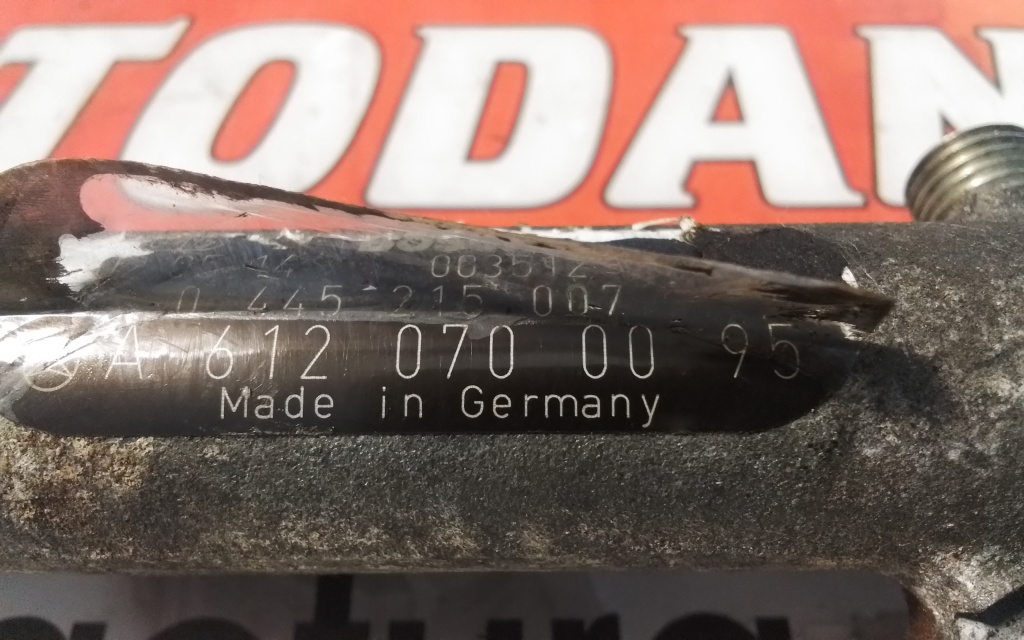 TODAN
003512
0 445 215 007
A 612 070 00 95
Made in Germany